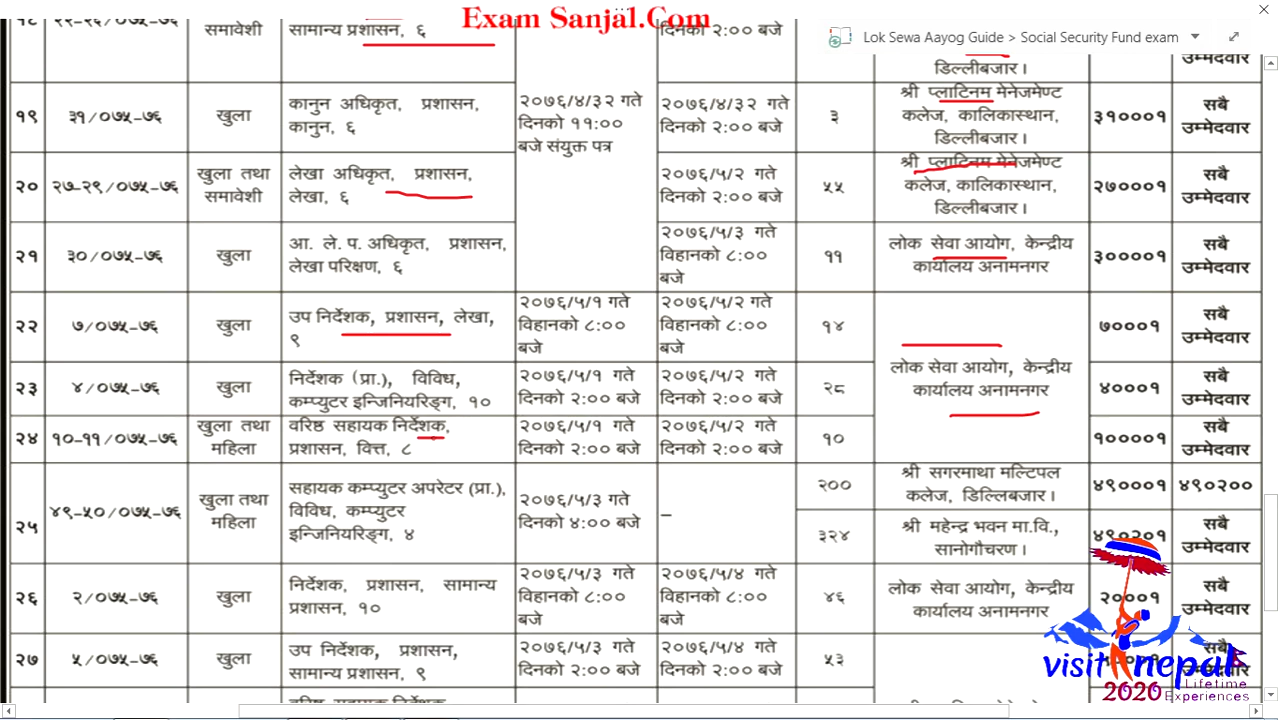 Exam Sanjal.Com
Lok Sewa Aayog Guide > Social Security Fund exam
१८ २२-२६/०७५-७६ समावेशी सामान्य प्रशासन, ६ दिनको २:०० बजे डिल्लीबजार। उम्मेदवार
१९ ३१/०७५-७६ खुला कानुन अधिकृत, प्रशासन, कानुन, ६ २०७६/४/३२ गते दिनको ११:०० बजे संयुक्त पत्र २०७६/४/३२ गते दिनको २:०० बजे ३ श्री प्लाटिनम मेनेजमेण्ट कलेज, कालिकास्थान, डिल्लीबजार। ३१०००१ सबै उम्मेदवार
२० २७-२९/०७५-७६ खुला तथा समावेशी लेखा अधिकृत, प्रशासन, लेखा, ६ २०७६/५/२ गते दिनको २:०० बजे ५५ श्री प्लाटिनम मेनेजमेण्ट कलेज, कालिकास्थान, डिल्लीबजार। २७०००१ सबै उम्मेदवार
२१ ३०/०७५-७६ खुला आ. ले. प. अधिकृत, प्रशासन, लेखा परिक्षण, ६ २०७६/५/३ गते विहानको ८:०० बजे ११ लोक सेवा आयोग, केन्द्रीय कार्यालय अनामनगर ३००००१ सबै उम्मेदवार
२२ ७/०७५-७६ खुला उप निर्देशक, प्रशासन, लेखा, ९ २०७६/५/१ गते विहानको ८:०० बजे २०७६/५/२ गते विहानको ८:०० बजे १४ ७०००१ सबै उम्मेदवार
२३ ४/०७५-७६ खुला निर्देशक (प्रा.), विविध, कम्प्युटर इन्जिनियरिङ्ग, १० २०७६/५/१ गते दिनको २:०० बजे २०७६/५/२ गते दिनको २:०० बजे २८ लोक सेवा आयोग, केन्द्रीय कार्यालय अनामनगर ४०००१ सबै उम्मेदवार
२४ १०-११/०७५-७६ खुला तथा महिला वरिष्ठ सहायक निर्देशक, प्रशासन, वित्त, ८ २०७६/५/१ गते दिनको २:०० बजे २०७६/५/२ गते दिनको २:०० बजे १० १००००१ सबै उम्मेदवार
२५ ४९-५०/०७५-७६ खुला तथा महिला सहायक कम्प्युटर अपरेटर (प्रा.), विविध, कम्प्युटर इन्जिनियरिङ्ग, ४ २०७६/५/३ गते दिनको ४:०० बजे – २०० श्री सगरमाथा मल्टिपल कलेज, डिल्लिबजार। ४९०००१ ४९०२००
३२४ श्री महेन्द्र भवन मा.वि., सानोगौचरण। ४९०२०१ सबै उम्मेदवार
२६ २/०७५-७६ खुला निर्देशक, प्रशासन, सामान्य प्रशासन, १० २०७६/५/३ गते विहानको ८:०० बजे २०७६/५/४ गते विहानको ८:०० बजे ४६ लोक सेवा आयोग, केन्द्रीय कार्यालय अनामनगर २०००१ सबै उम्मेदवार
२७ ५/०७५-७६ खुला उप निर्देशक, प्रशासन, सामान्य प्रशासन, ९ २०७६/५/३ गते दिनको २:०० बजे २०७६/५/४ गते दिनको २:०० बजे ५३ उम्मेदवार
visit nepal
2020 Lifetime
Experiences